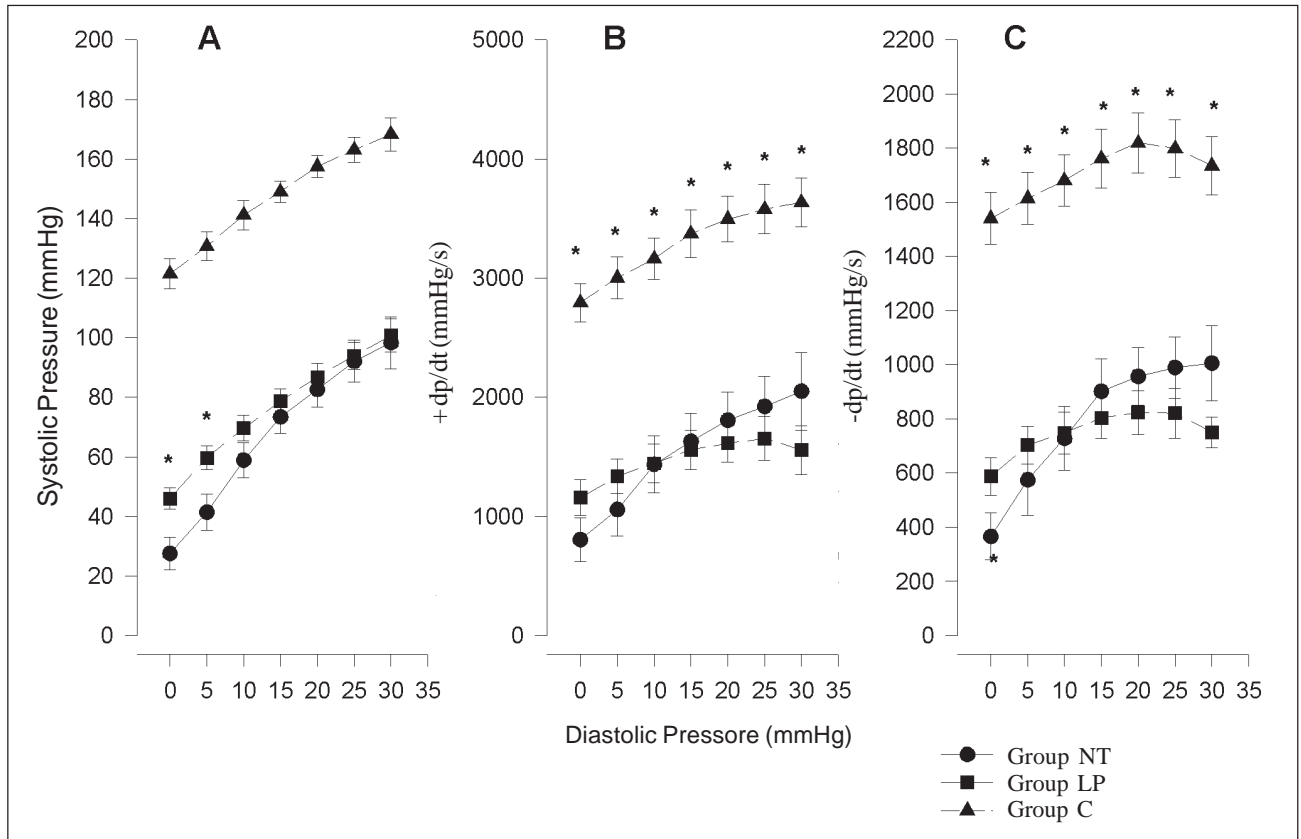 A
200
180
160
140
120
100
80
60
40
20
0
Systolic Pressure (mmHg)
*
*
0 5 10 15 20 25 30 35
B
5000
4000
3000
2000
1000
0
+dp/dt (mmHg/s)
* * * * * * *
0 5 10 15 20 25 30 35
C
2200
2000
1800
1600
1400
1200
1000
800
600
400
200
0
-dp/dt (mmHg/s)
* * * * * * *
*
0 5 10 15 20 25 30 35
Diastolic Pressore (mmHg)
Group NT
Group LP
Group C